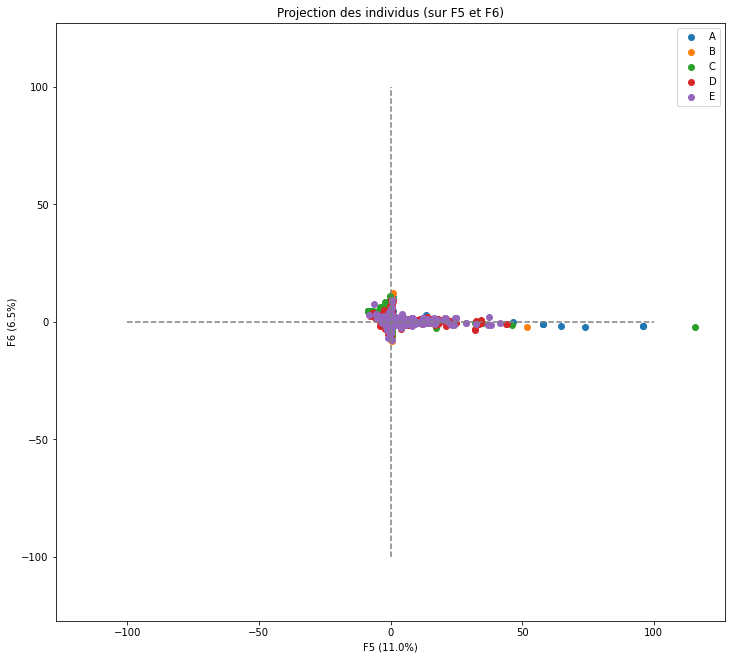 Projection des individus (sur F5 et F6)
A
B
C
D
E
100
50
0
−50
−100
F6 (6.5%)
−100
−50
0
50
100
F5 (11.0%)